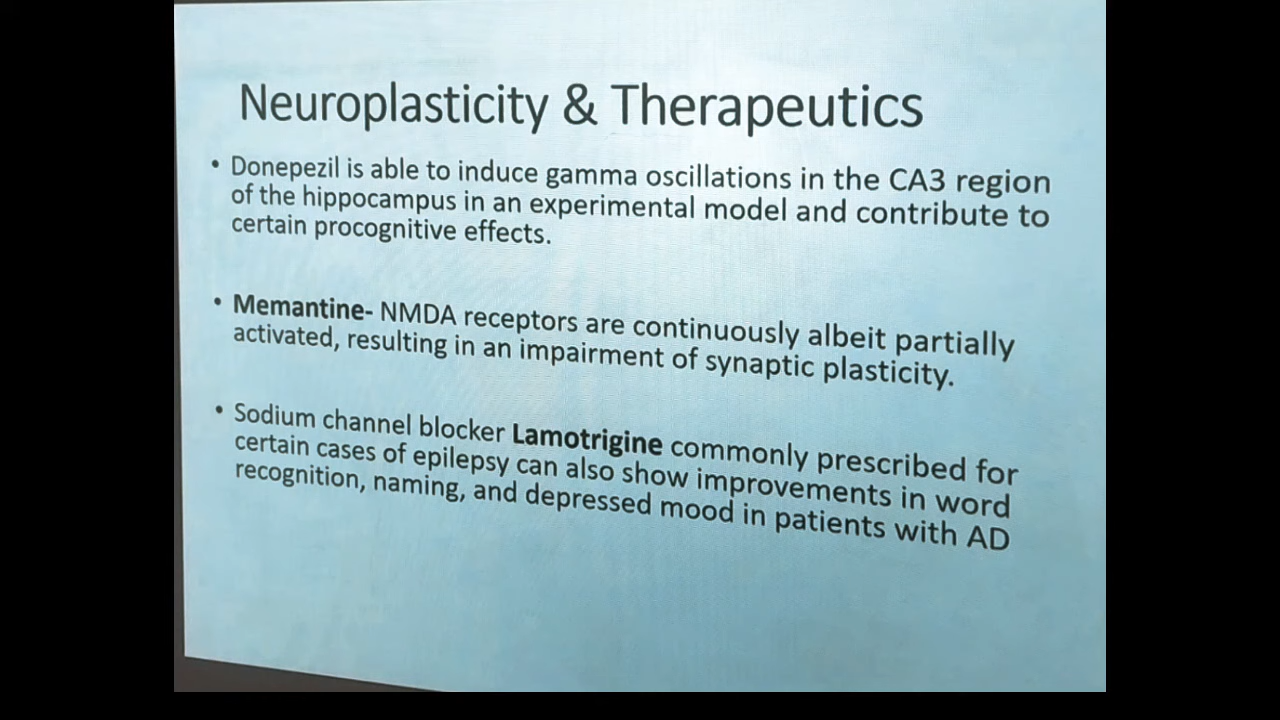 Neuroplasticity & Therapeutics
• Donepezil is able to induce gamma oscillations in the CA3 region
of the hippocampus in an experimental model and contribute to
certain procognitive effects.
• Memantine- NMDA receptors are continuously albeit partially
activated, resulting in an impairment of synaptic plasticity.
• Sodium channel blocker Lamotrigine commonly prescribed for
certain cases of epilepsy can also show improvements in word
recognition, naming, and depressed mood in patients with AD